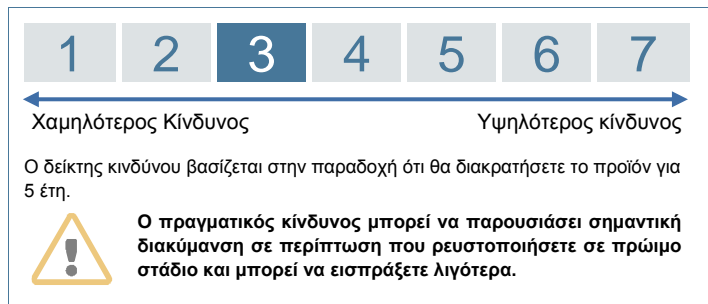 1 2 3 4 5 6 7
Χαμηλότερος Κίνδυνος Υψηλότερος κίνδυνος
Ο δείκτης κινδύνου βασίζεται στην παραδοχή ότι θα διακρατήσετε το προϊόν για
5 έτη.
Ο πραγματικός κίνδυνος μπορεί να παρουσιάσει σημαντική
διακύμανση σε περίπτωση που ρευστοποιήσετε σε πρώιμο
στάδιο και μπορεί να εισπράξετε λιγότερα.